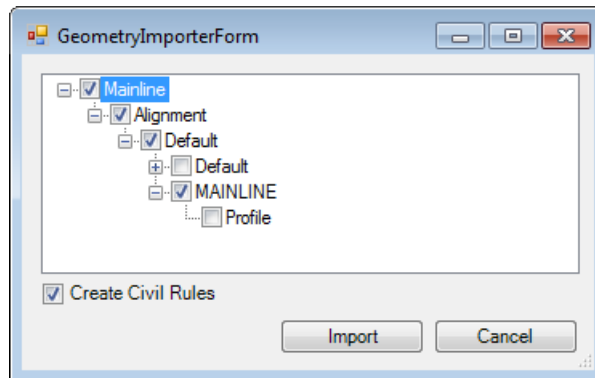 GeometryImporterForm
Mainline
Alignment
Default
Default
MAINLINE
Profile
Create Civil Rules
Import Cancel